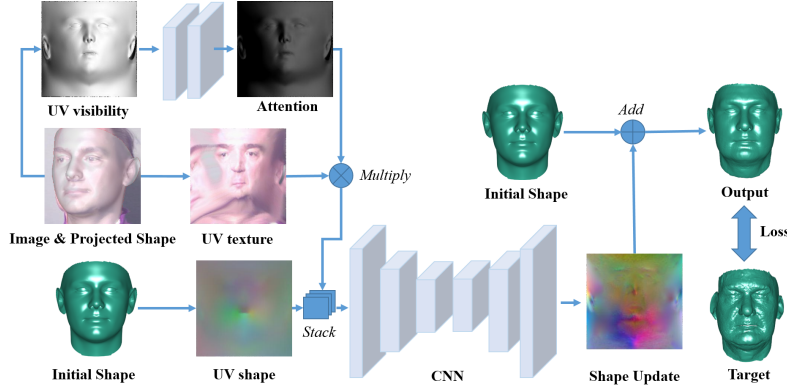 UV visibility
Attention
Add
Multiply
Initial Shape
Output
Image & Projected Shape
UV texture
Loss
Stack
Initial Shape
UV shape
CNN
Shape Update
Target